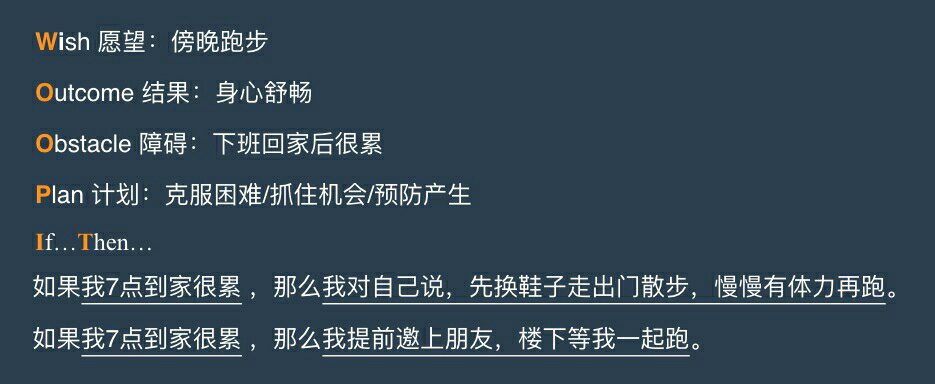 Wish 愿望：傍晚跑步
Outcome 结果：身心舒畅
Obstacle 障碍：下班回家后很累
Plan 计划：克服困难/抓住机会/预防产生
If…Then…
如果我7点到家很累，那么我对自己说，先换鞋子走出门散步，慢慢有体力再跑。
如果我7点到家很累，那么我提前邀上朋友，楼下等我一起跑。